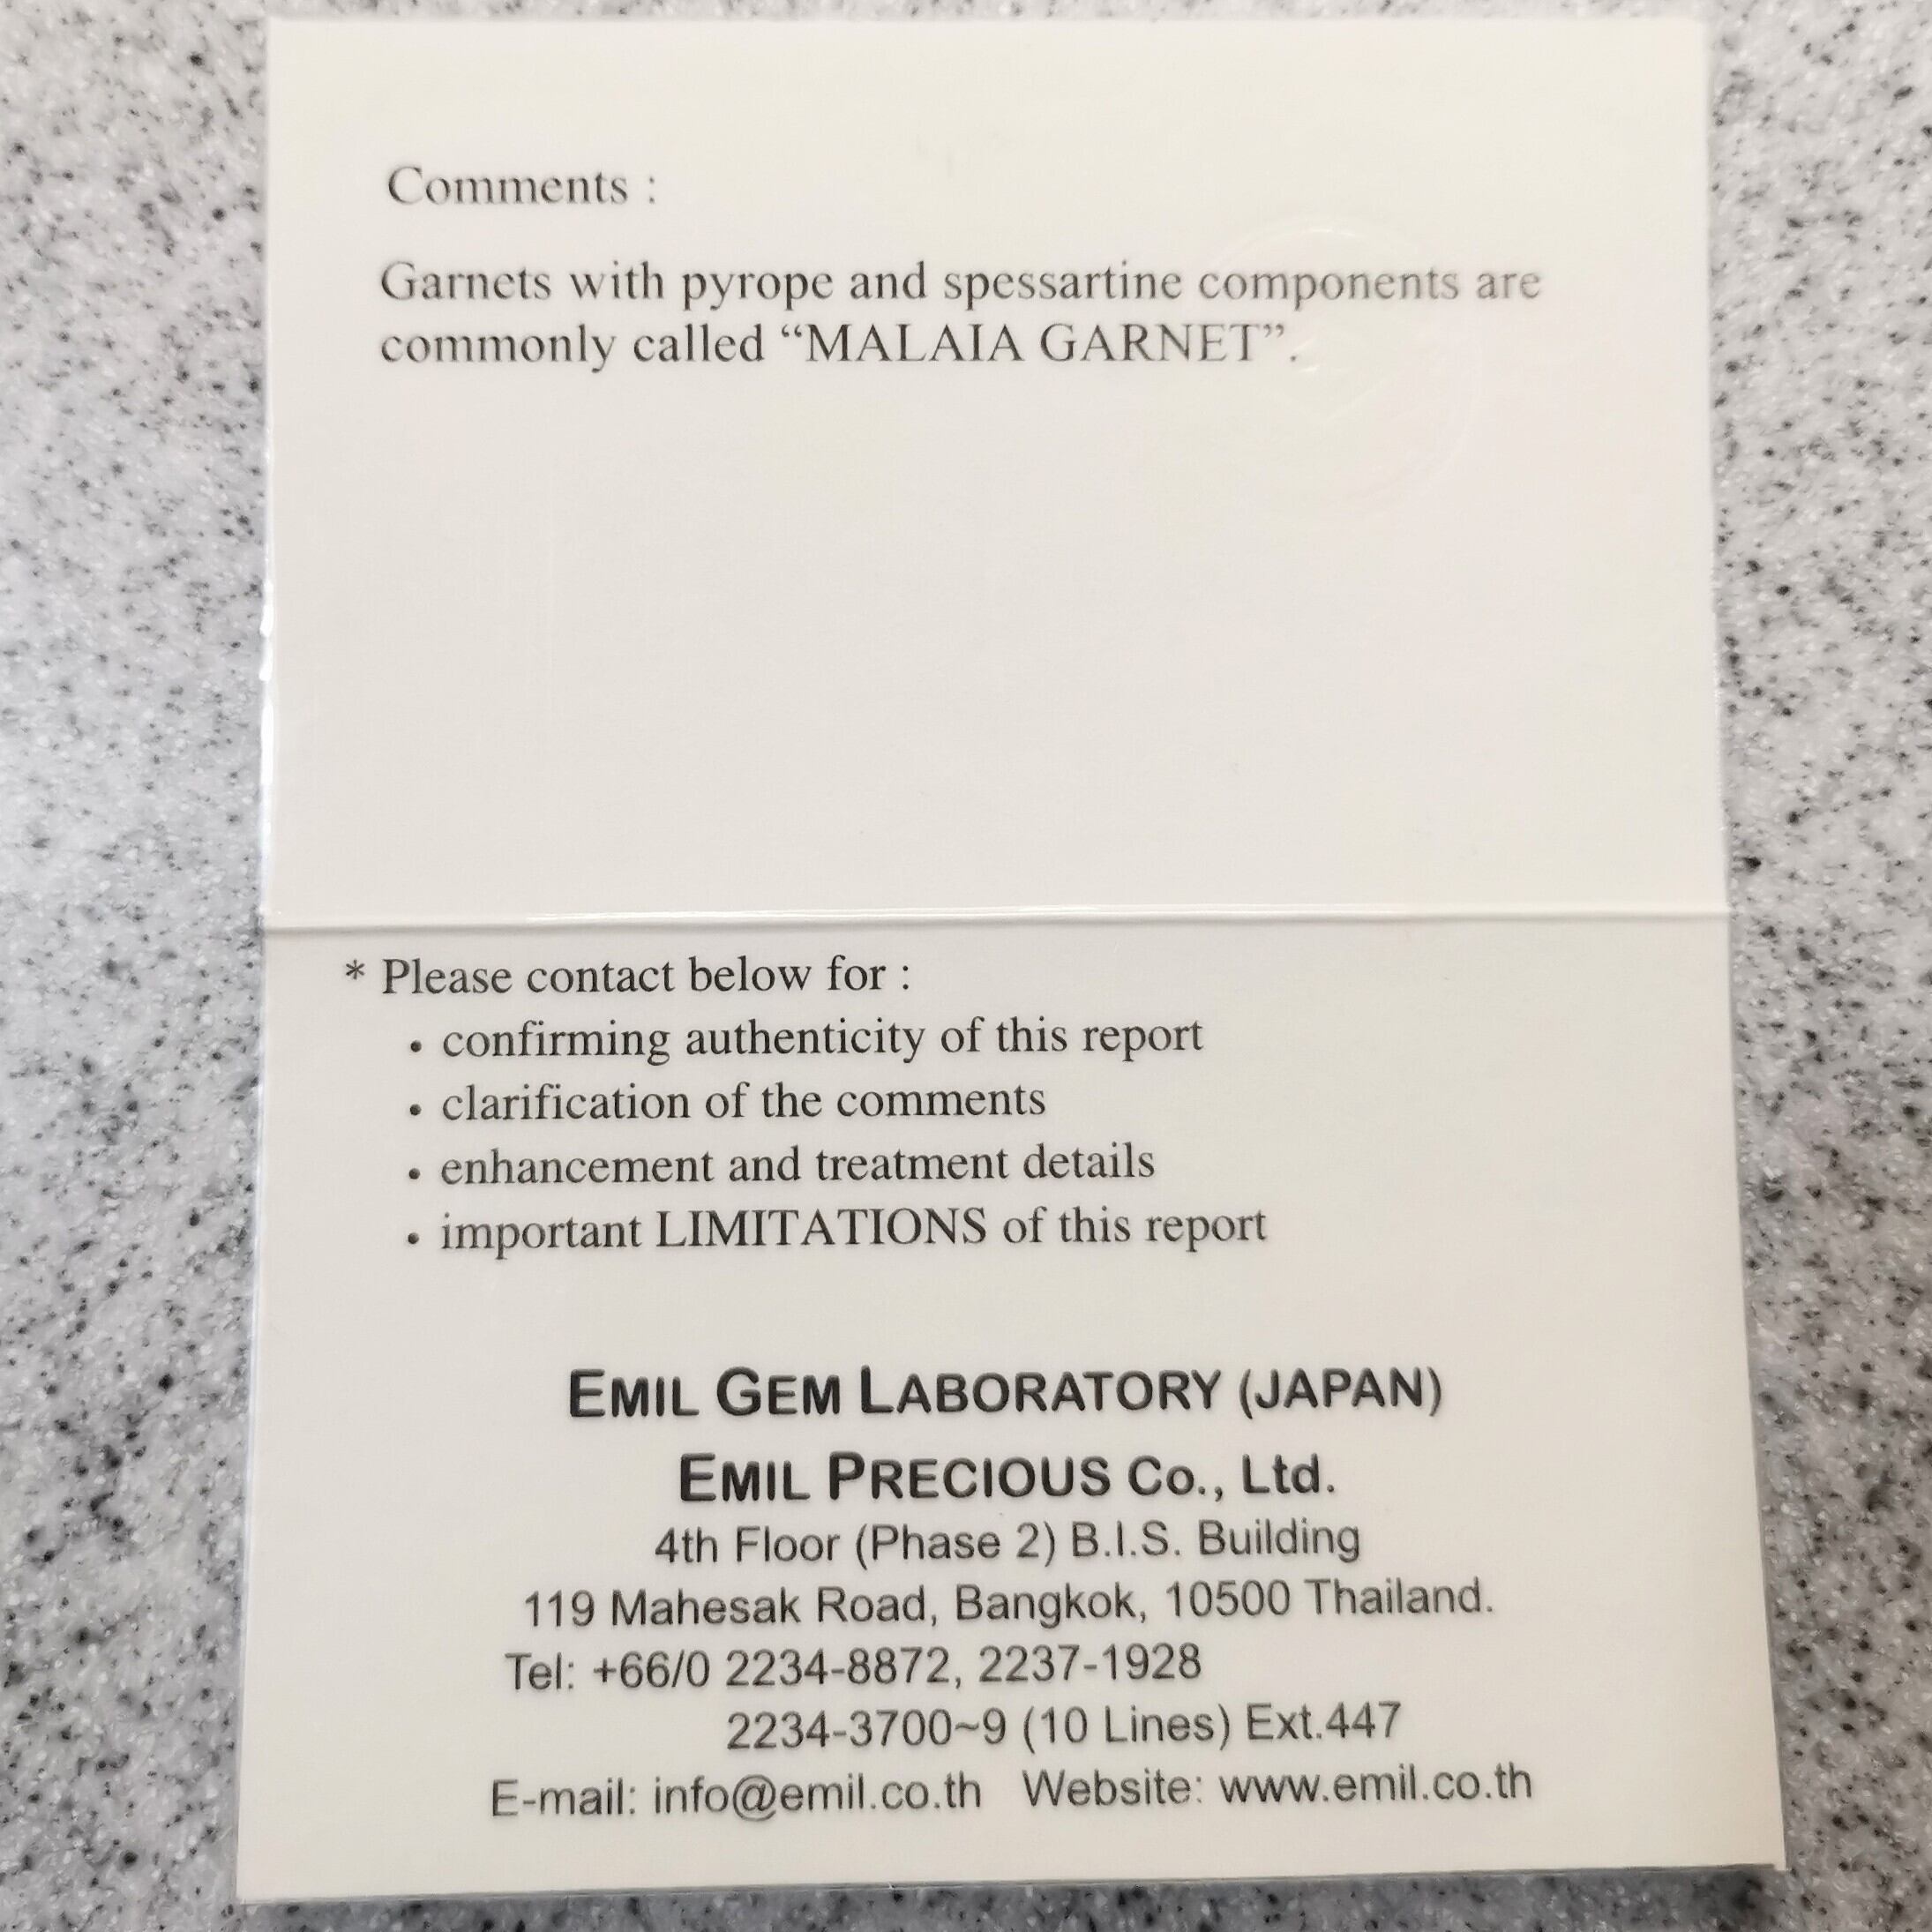 Comments :
Garnets with pyrope and spessartine components are
commonly called “MALAIA GARNET”.
* Please contact below for :
• confirming authenticity of this report
• clarification of the comments
• enhancement and treatment details
• important LIMITATIONS of this report
EMIL GEM LABORATORY (JAPAN)
EMIL PRECIOUS Co., Ltd.
4th Floor (Phase 2) B.I.S. Building
119 Mahesak Road, Bangkok, 10500 Thailand.
Tel: +66/0 2234-8872, 2237-1928
2234-3700~9 (10 Lines) Ext.447
E-mail: info@emil.co.th Website: www.emil.co.th